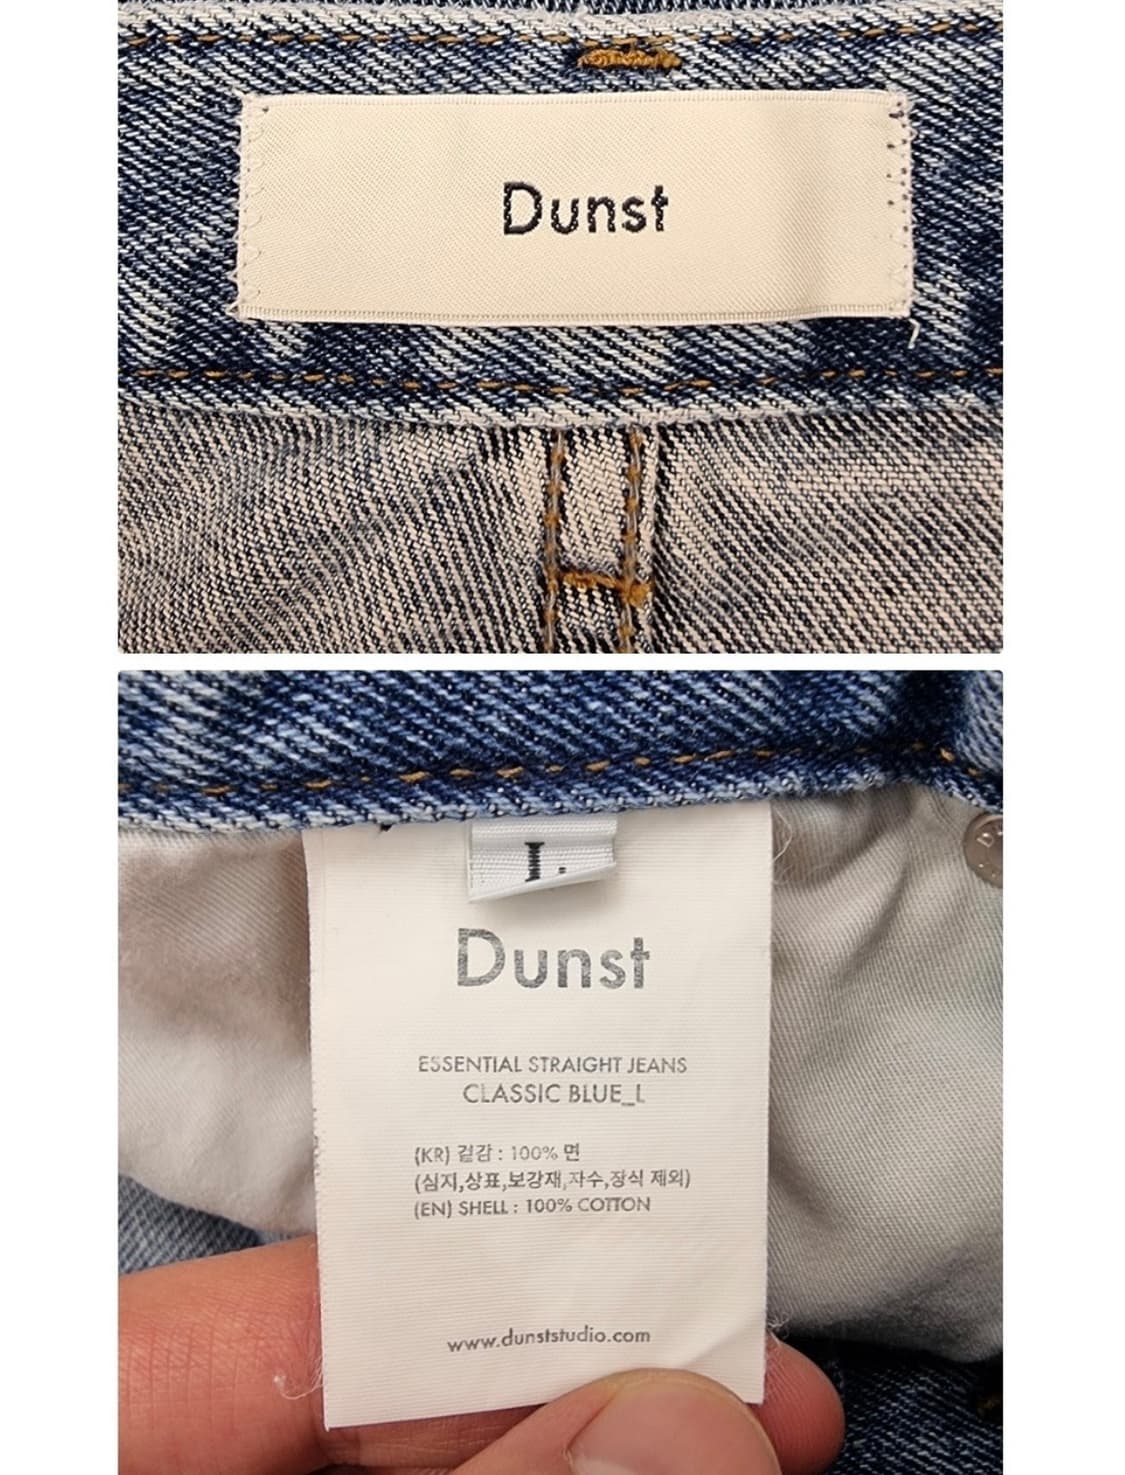 Dunst
L
Dunst
ESSENTIAL STRAIGHT JEANS
CLASSIC BLUE_L
(KR) 겉감 : 100% 면
(심지,상표,보강재,자수,장식 제외)
(EN) SHELL : 100% COTTON
www.dunststudio.com